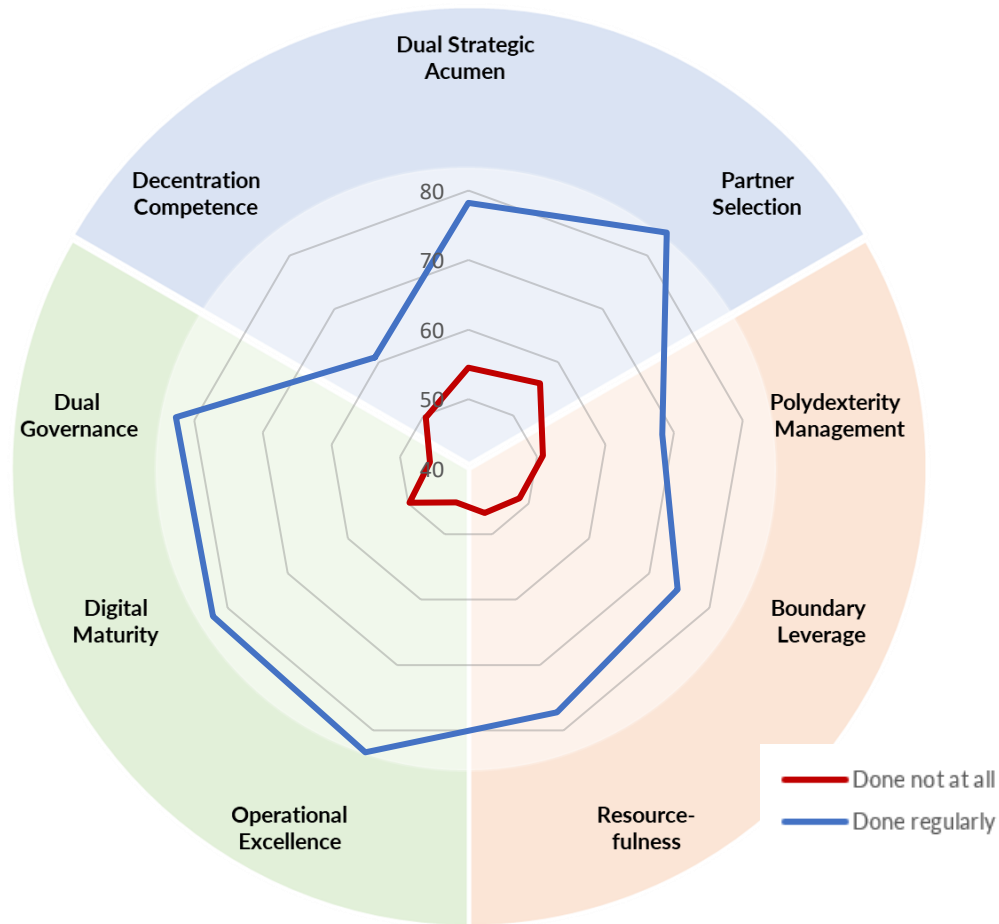 Dual Strategic
Acumen
Decentration
Competence
Partner
Selection
80
70
60
50
40
Dual
Governance
Polydexterity
Management
Digital
Maturity
Boundary
Leverage
Operational
Excellence
Resource-
fulness
Done not at all
Done regularly